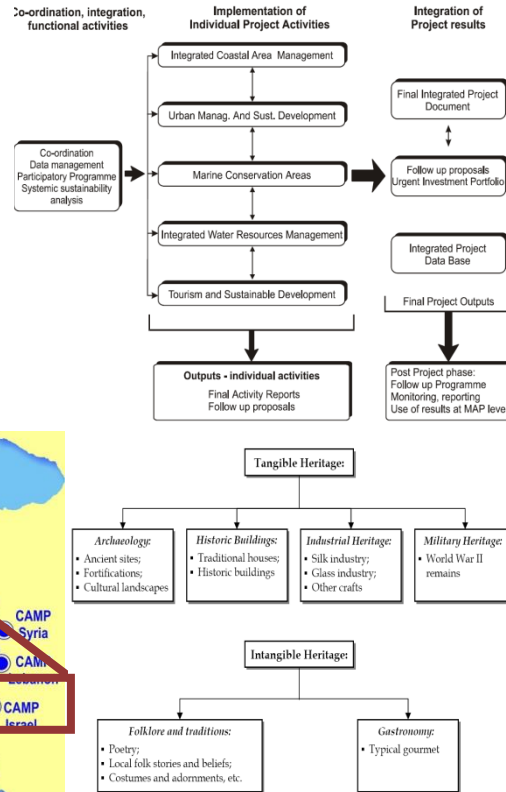 Co-ordination, integration,
functional activities
Implementation of
Individual Project Activities
Integration of
Project results
Integrated Coastal Area Management
Urban Manag. And Sust. Development
Marine Conservation Areas
Integrated Water Resources Management
Tourism and Sustainable Development
Co-ordination
Data management
Participatory Programme
Systemic sustainability
analysis
Final Integrated Project
Document
Follow up proposals
Urgent Investment Portfolio
Integrated Project
Data Base
Final Project Outputs
Outputs - individual activities
Final Activity Reports
Follow up proposals
Post Project phase:
Follow up Programme
Monitoring, reporting
Use of results at MAP level
CAMP
Syria
CAMP
Lebanon
CAMP
Israel
Tangible Heritage:
Archaeology:
▪ Ancient sites;
▪ Fortifications;
▪ Cultural landscapes
Historic Buildings:
▪ Traditional houses;
▪ Historic buildings
Industrial Heritage:
▪ Silk industry;
▪ Glass industry;
▪ Other crafts
Military Heritage:
▪ World War II
remains
Intangible Heritage:
Folklore and traditions:
▪ Poetry;
▪ Local folk stories and beliefs;
▪ Costumes and adornments, etc.
Gastronomy:
▪ Typical gourmet